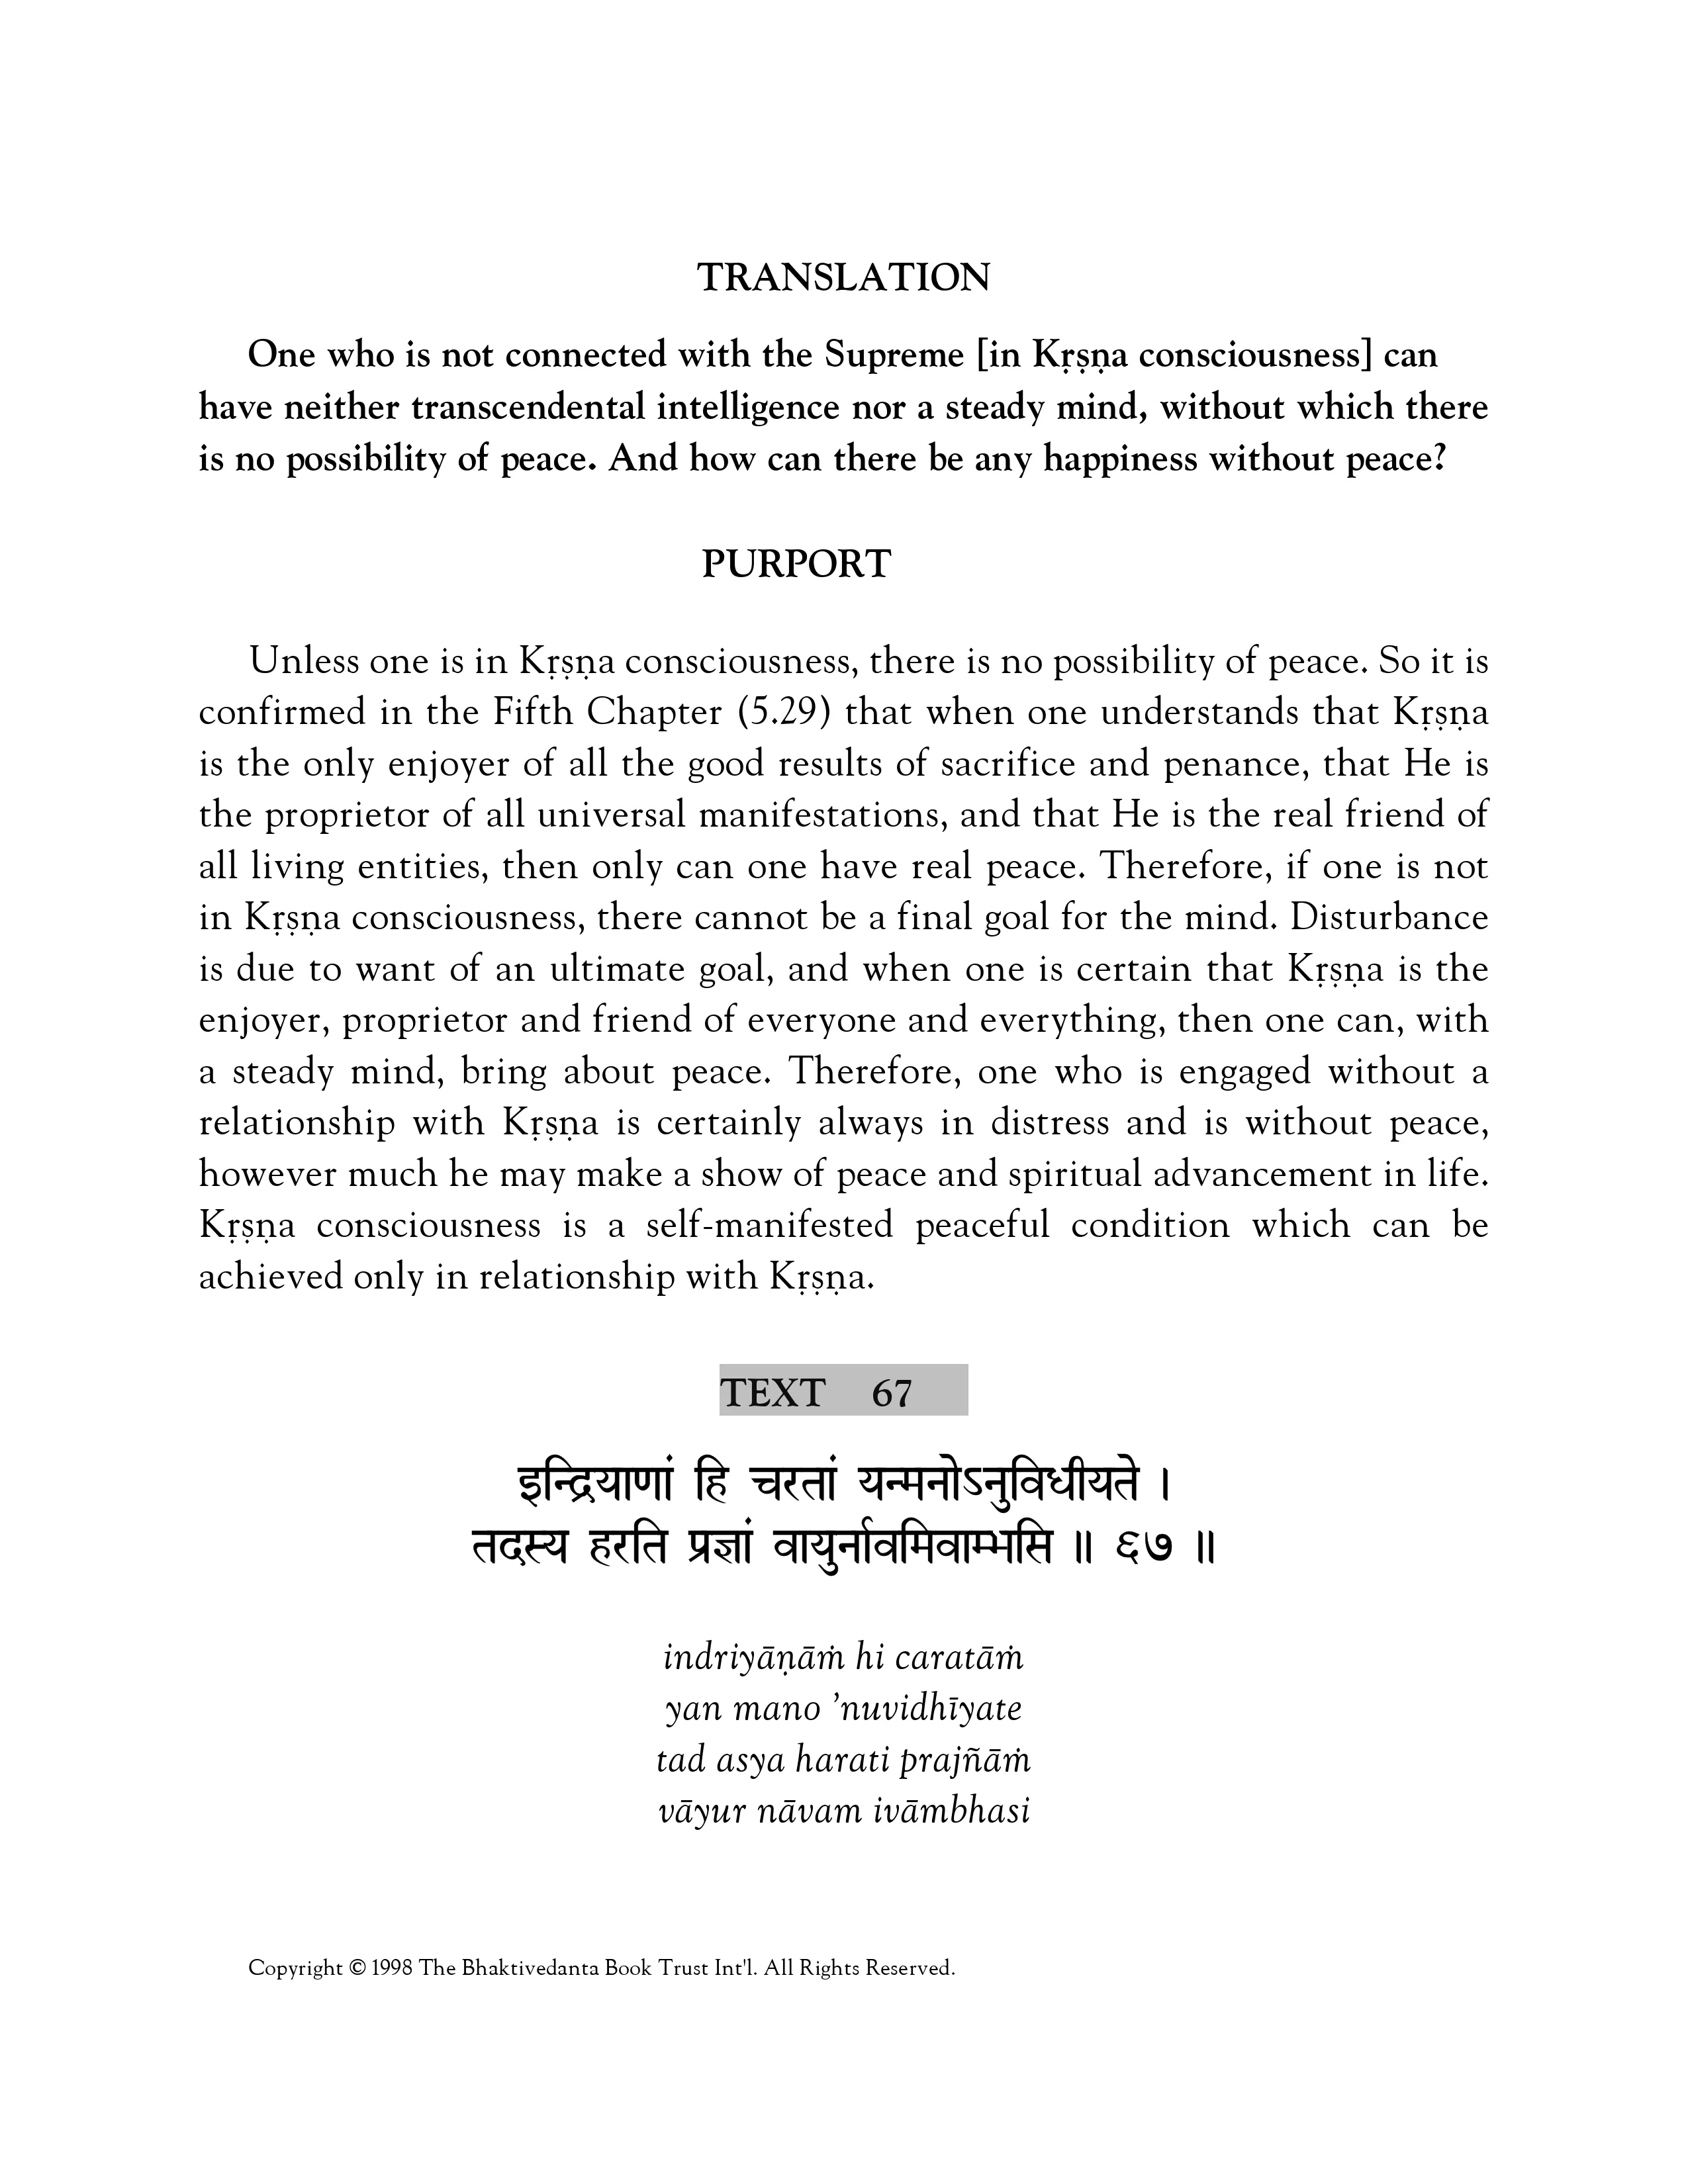 TRANSLATION
One who is not connected with the Supreme [in Kṛṣṇa consciousness] can
have neither transcendental intelligence nor a steady mind, without which there
is no possibility of peace. And how can there be any happiness without peace?
PURPORT
Unless one is in Kṛṣṇa consciousness, there is no possibility of peace. So it is
confirmed in the Fifth Chapter (5.29) that when one understands that Kṛṣṇa
is the only enjoyer of all the good results of sacrifice and penance, that He is
the proprietor of all universal manifestations, and that He is the real friend of
all living entities, then only can one have real peace. Therefore, if one is not
in Kṛṣṇa consciousness, there cannot be a final goal for the mind. Disturbance
is due to want of an ultimate goal, and when one is certain that Kṛṣṇa is the
enjoyer, proprietor and friend of everyone and everything, then one can, with
a steady mind, bring about peace. Therefore, one who is engaged without a
relationship with Kṛṣṇa is certainly always in distress and is without peace,
however much he may make a show of peace and spiritual advancement in life.
Kṛṣṇa consciousness is a self-manifested peaceful condition which can be
achieved only in relationship with Kṛṣṇa.
TEXT 67
इन्द्रियाणां हि चरतां यन्मनोऽनुविधीयते ।
तदस्य हरति प्रज्ञां वायुर्नावमिवाम्भसि ॥ ६७ ॥
indriyāṇāṁ hi caratāṁ
yan mano ’nuvidhīyate
tad asya harati prajñāṁ
vāyur nāvam ivāmbhasi
Copyright © 1998 The Bhaktivedanta Book Trust Int'l. All Rights Reserved.